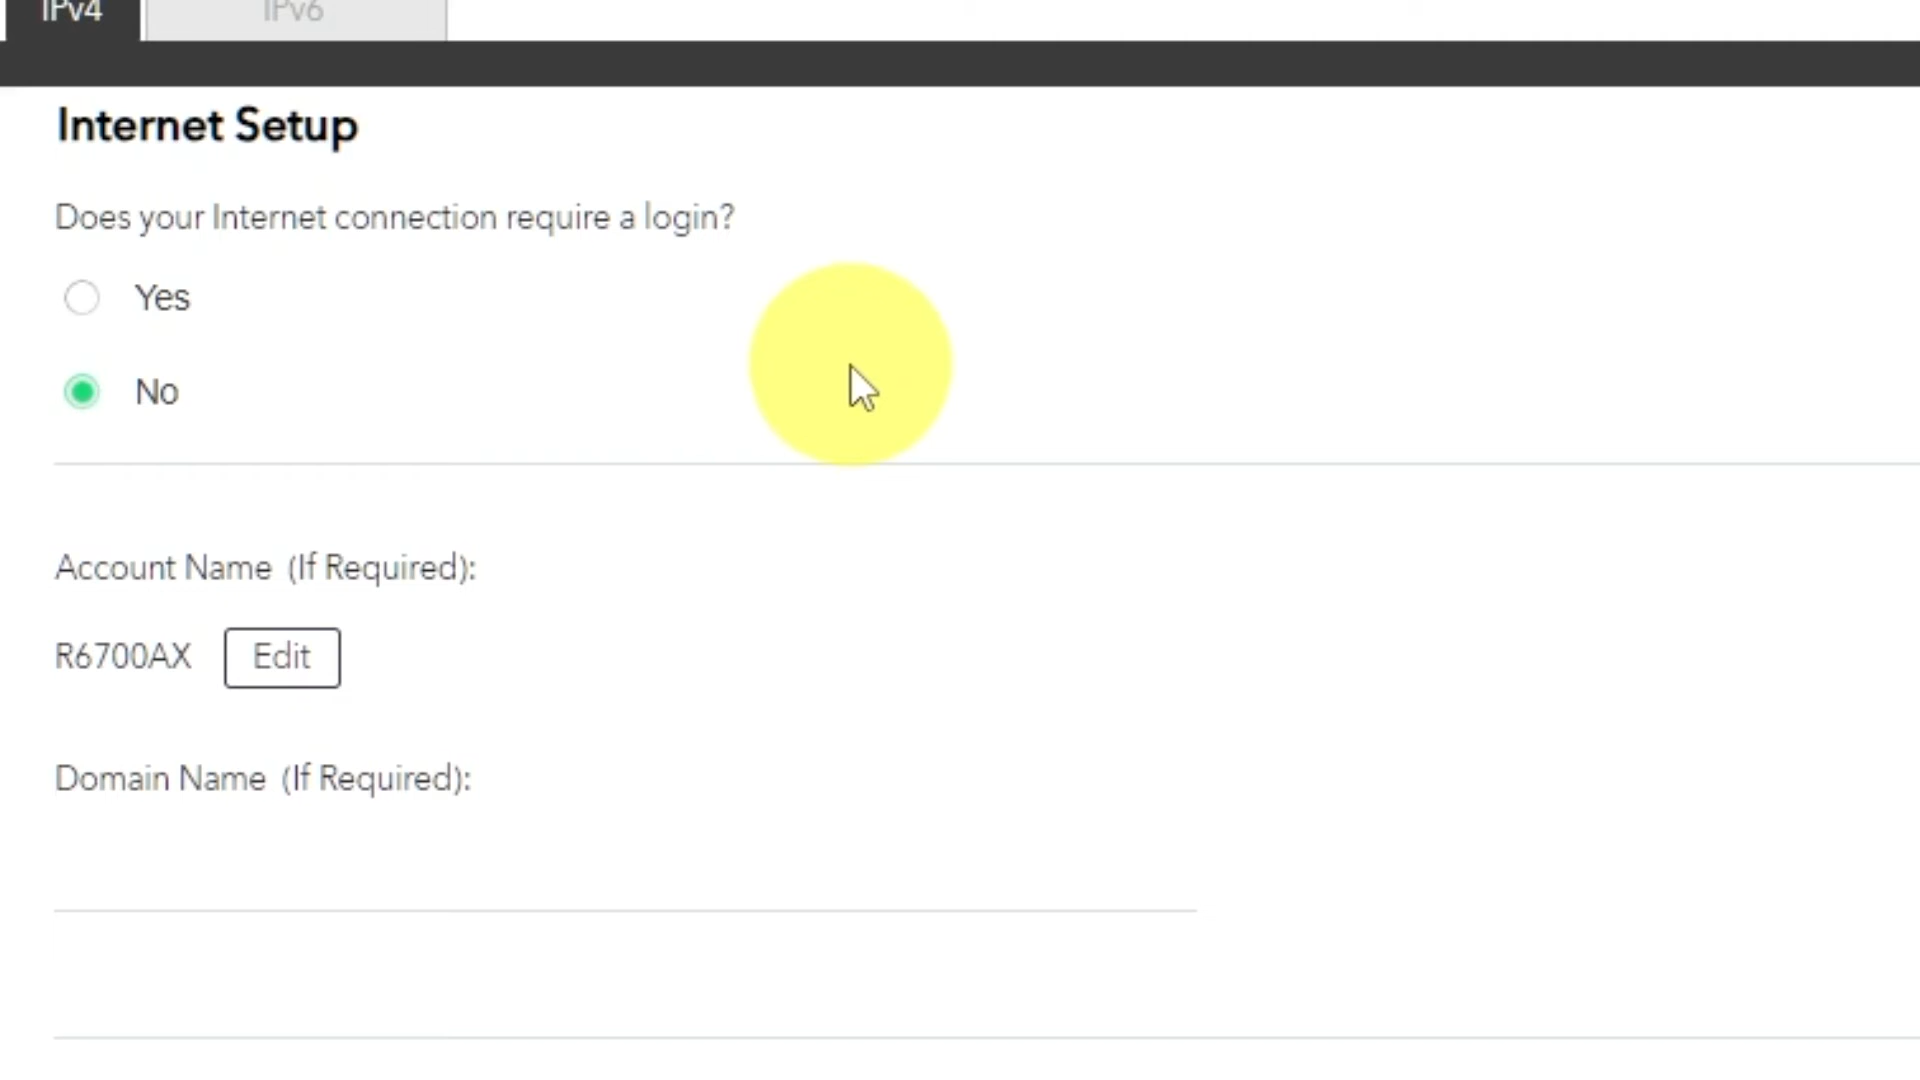 IPv4
IPv6
Internet Setup
Does your Internet connection require a login?
Yes
No
Account Name (If Required):
R6700AX
Edit
Domain Name (If Required):